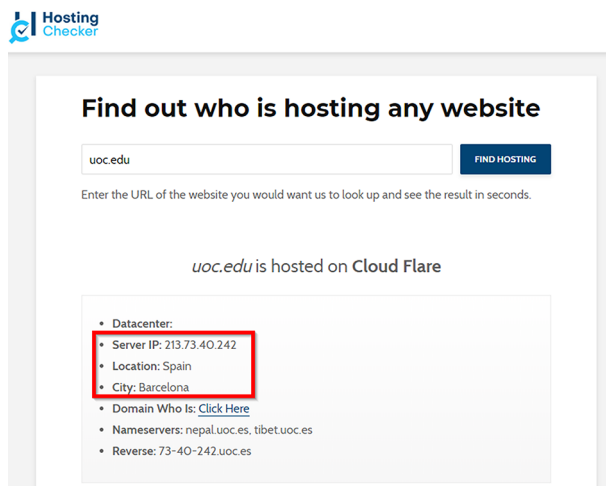 Hosting
Checker
Find out who is hosting any website
uoc.edu
FIND HOSTING
Enter the URL of the website you would want us to look up and see the result in seconds.
uoc.edu is hosted on Cloud Flare
• Datacenter:
• Server IP: 213.73.40.242
• Location: Spain
• City: Barcelona
• Domain Who Is: Click Here
• Nameservers: nepal.uoc.es, tibet.uoc.es
• Reverse: 73-40-242.uoc.es